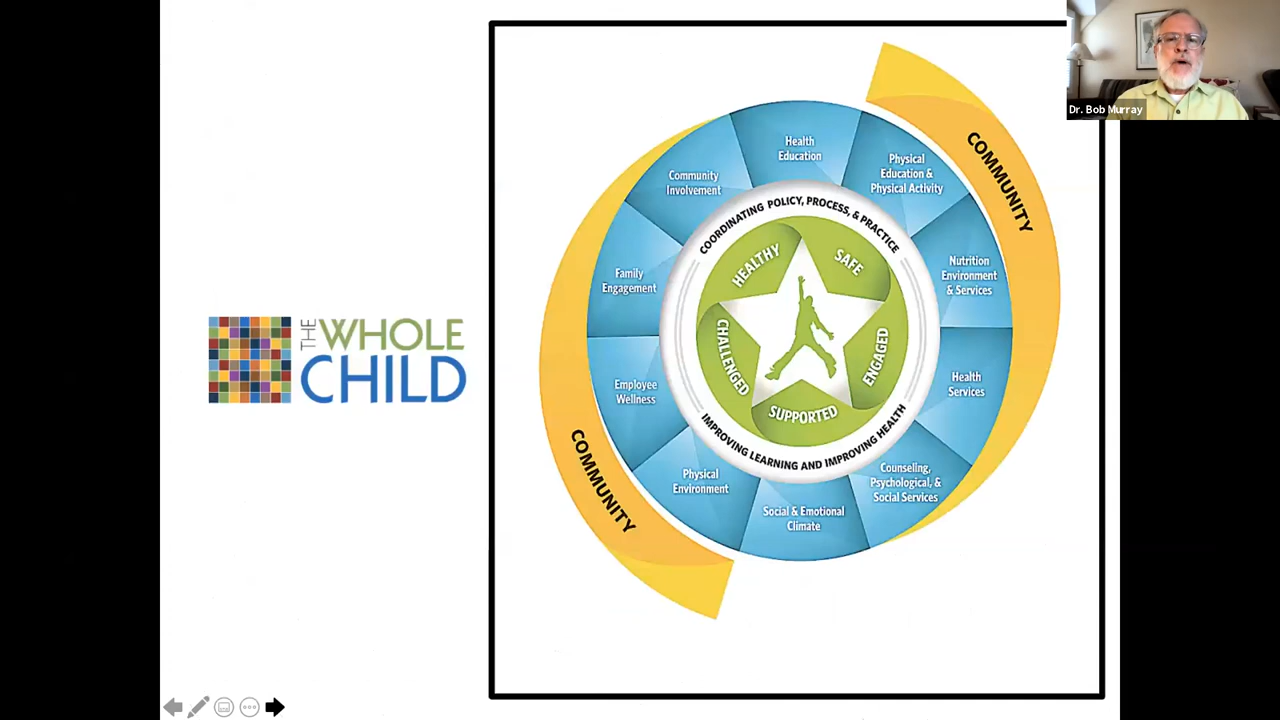 THE
WHOLE
CHILD
COMMUNITY
Health
Education
Physical
Education &
Physical Activity
Nutrition
Environment
& Services
Health
Services
Counseling,
Psychological, &
Social Services
Social & Emotional
Climate
Physical
Environment
Employee
Wellness
Family
Engagement
Community
Involvement
COORDINATING POLICY, PROCESS, & PRACTICE
IMPROVING LEARNING AND IMPROVING HEALTH
HEALTHY
SAFE
ENGAGED
SUPPORTED
CHALLENGED
COMMUNITY
Dr. Bob Murray